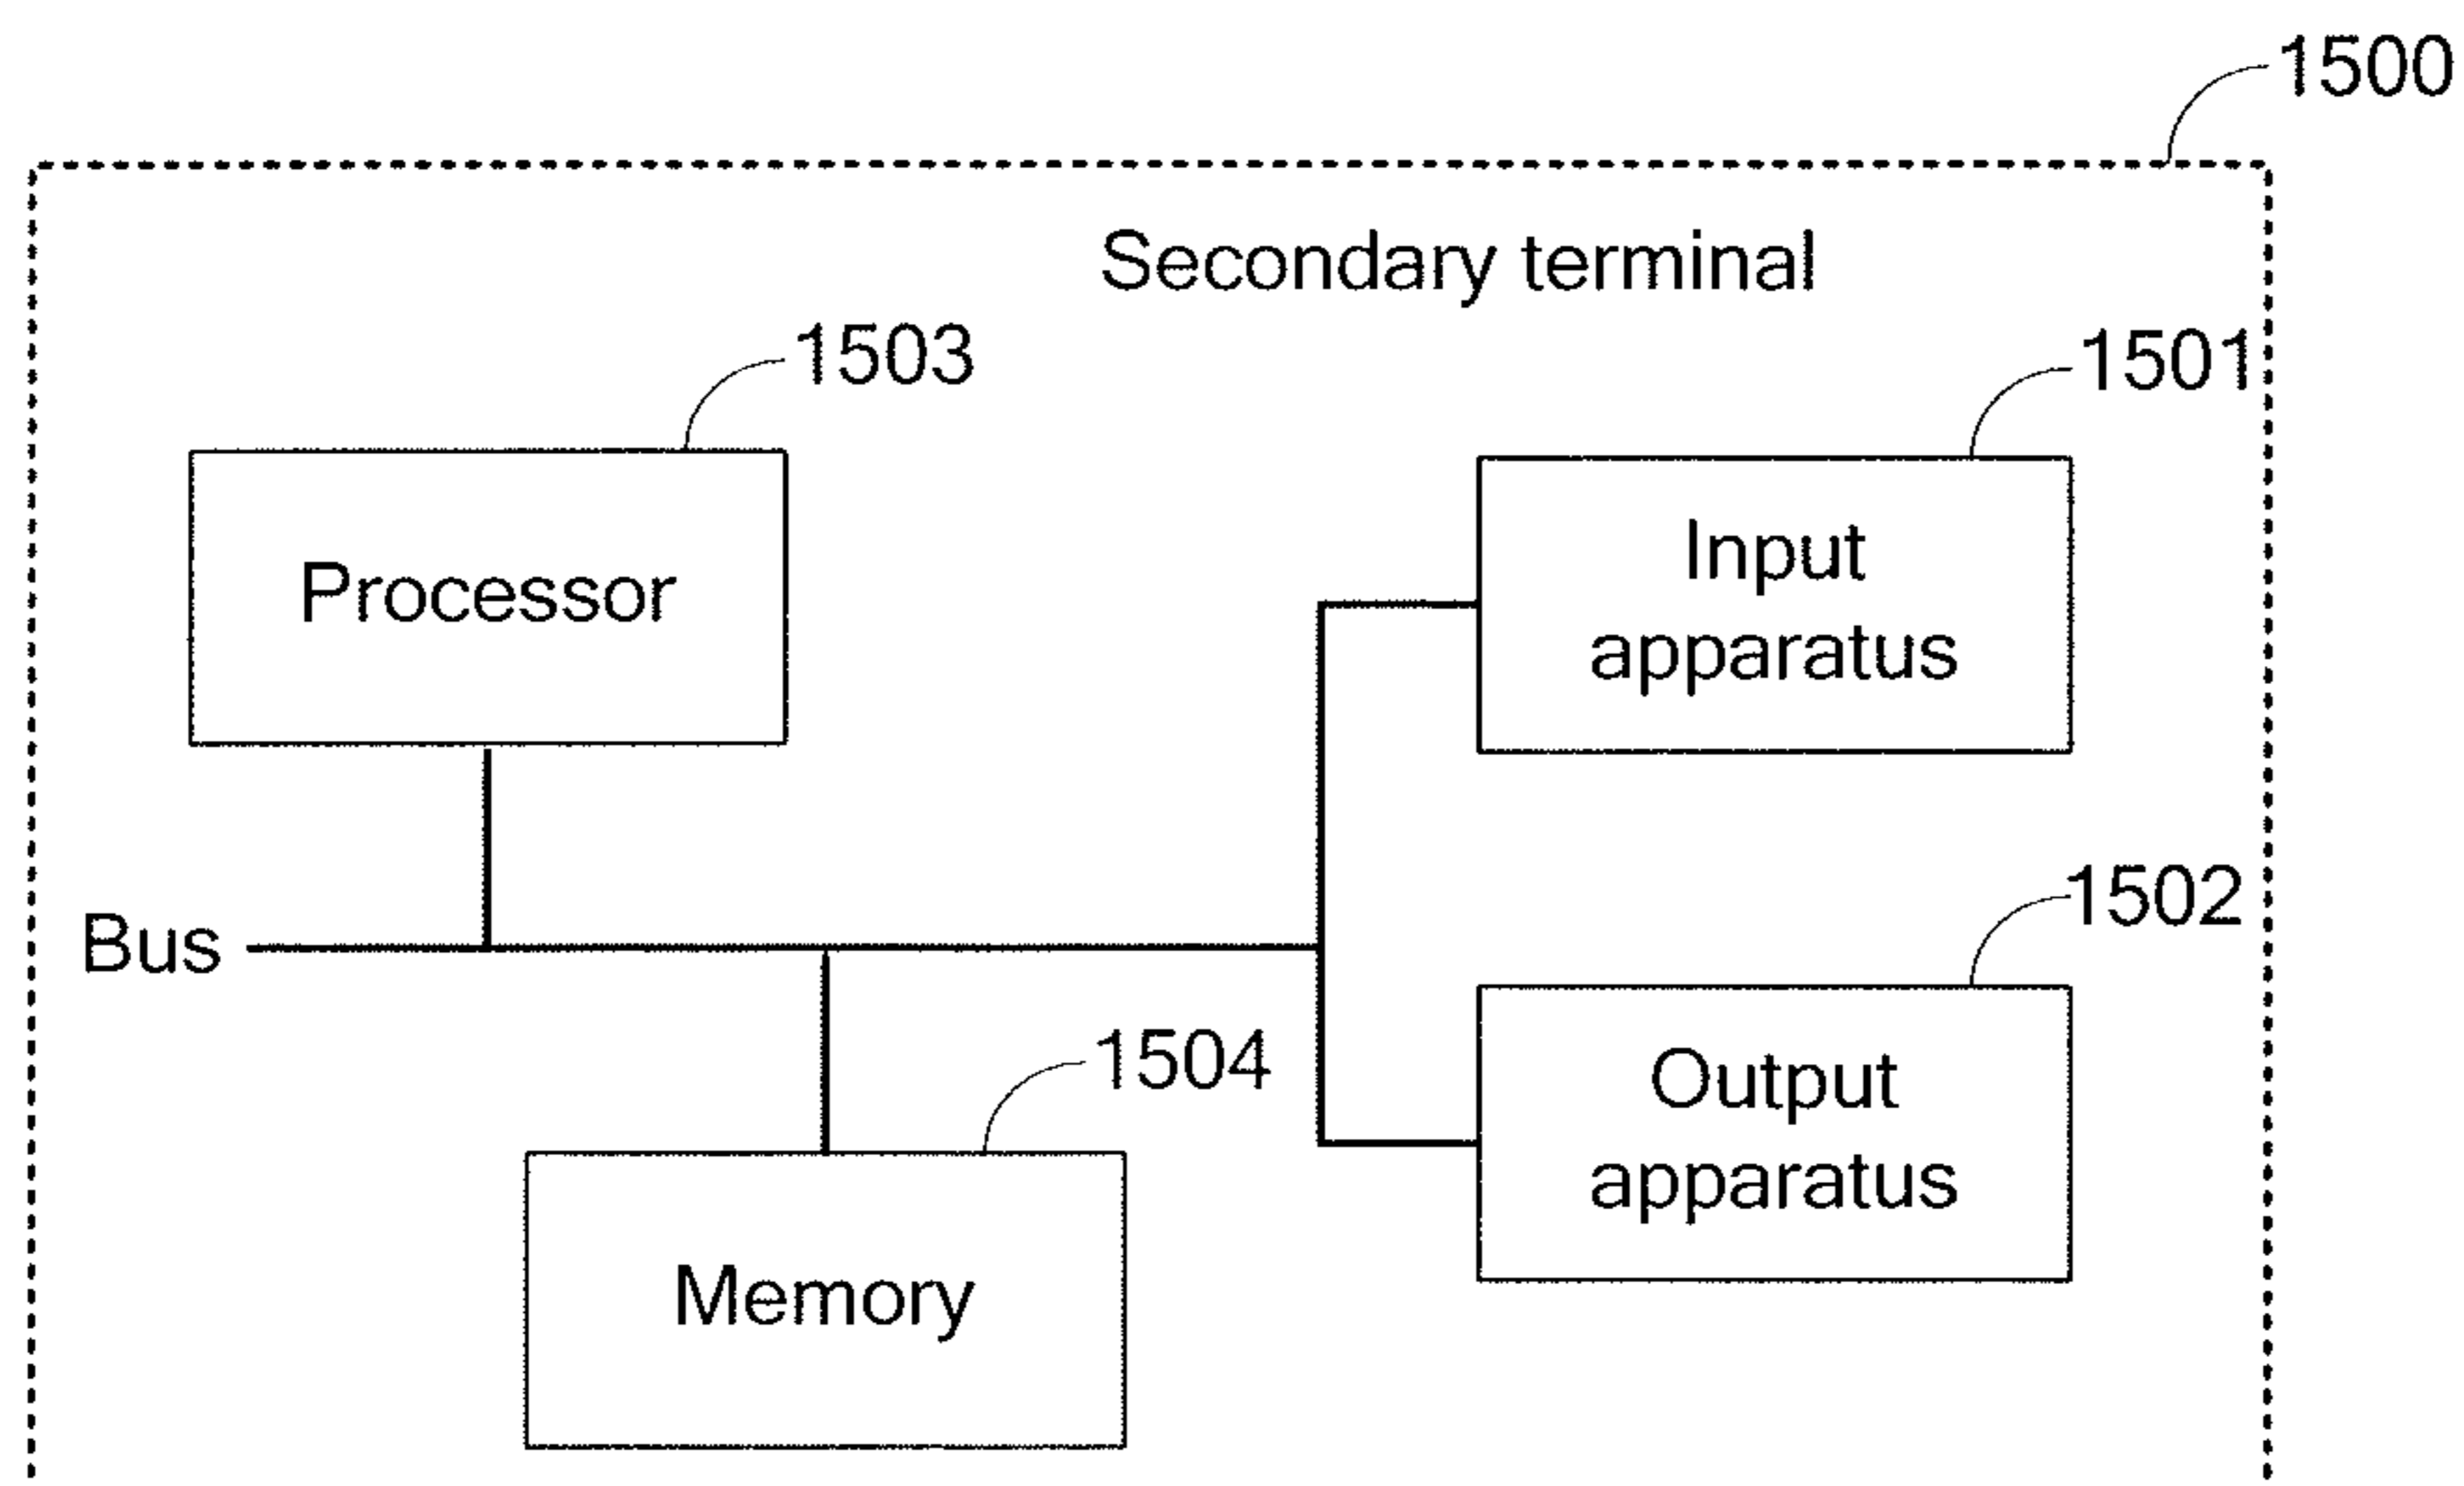 1500
Secondary terminal
1503
1501
Processor
Input
apparatus
Bus
1502
1504
Output
apparatus
Memory